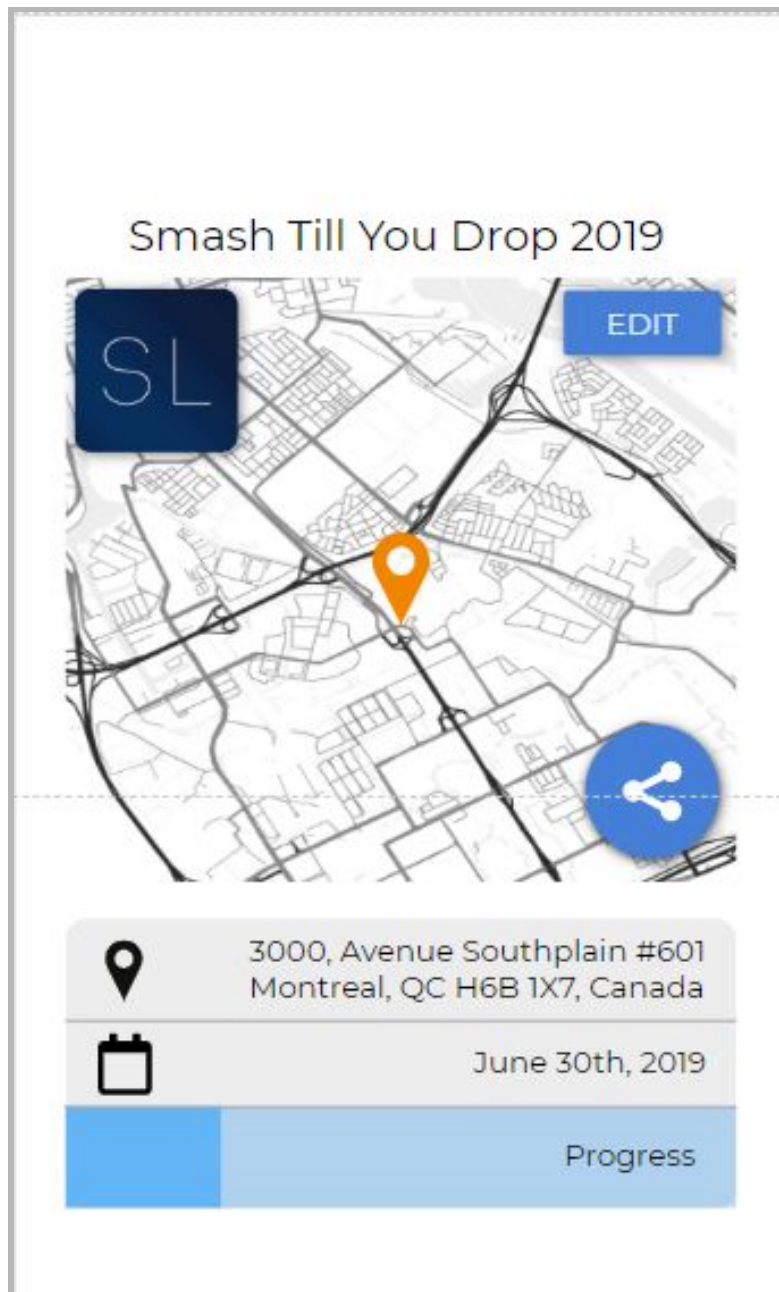 Smash Till You Drop 2019
SL
EDIT
3000, Avenue Southplain #601
Montreal, QC H6B 1X7, Canada
June 30th, 2019
Progress